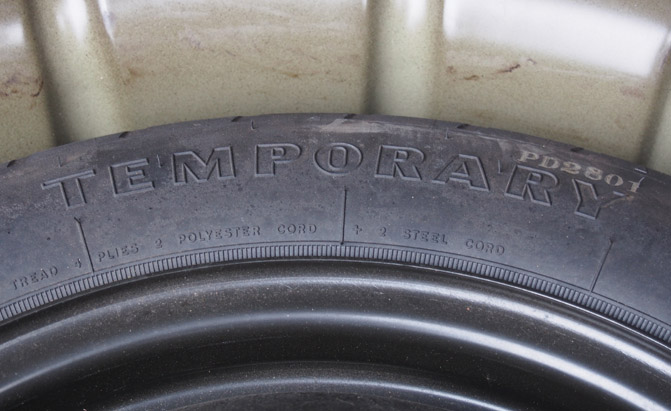 TEMPORARY
PD2801
TREAD 4 PLIES 2 POLYESTER CORD + 2 STEEL CORD